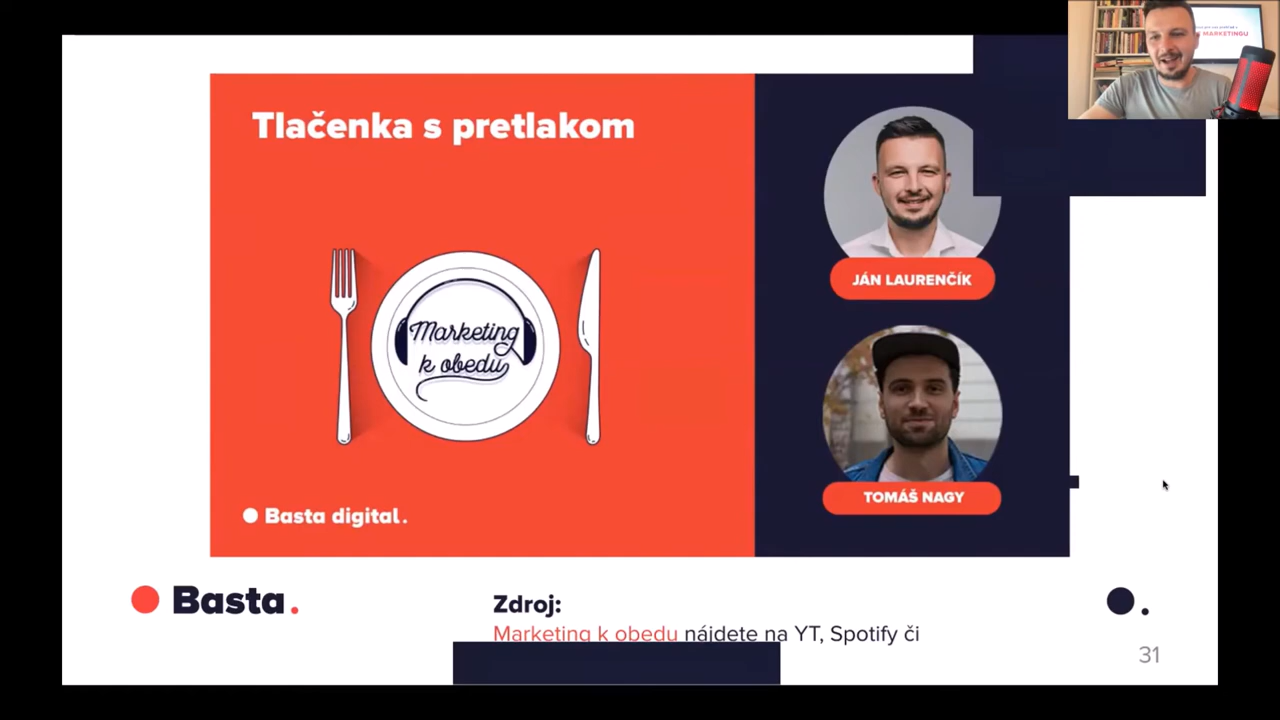 Tlačenka s pretlakom
Marketing
k obedu
JÁN LAURENČÍK
TOMÁŠ NAGY
Basta digital.
Basta.
Zdroj:
Marketing k obedu nájdete na YT, Spotify či
31
MARKETINGU